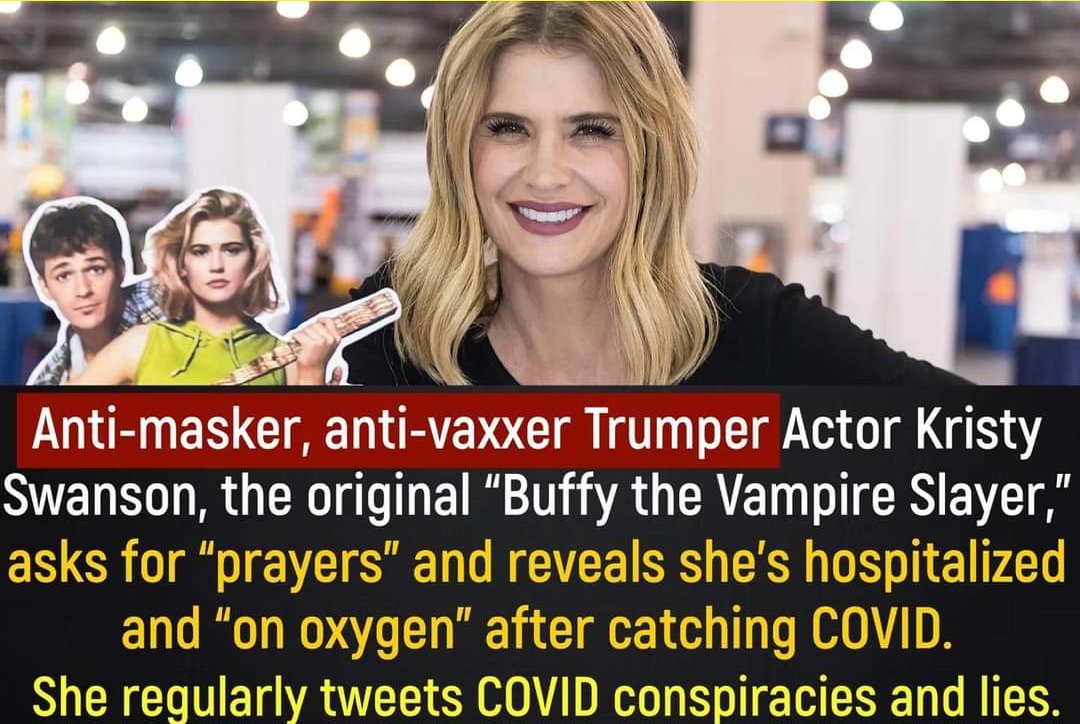 Anti-masker, anti-vaxxer Trumper Actor Kristy
Swanson, the original “Buffy the Vampire Slayer,”
asks for “prayers” and reveals she’s hospitalized
and “on oxygen” after catching COVID.
She regularly tweets COVID conspiracies and lies.